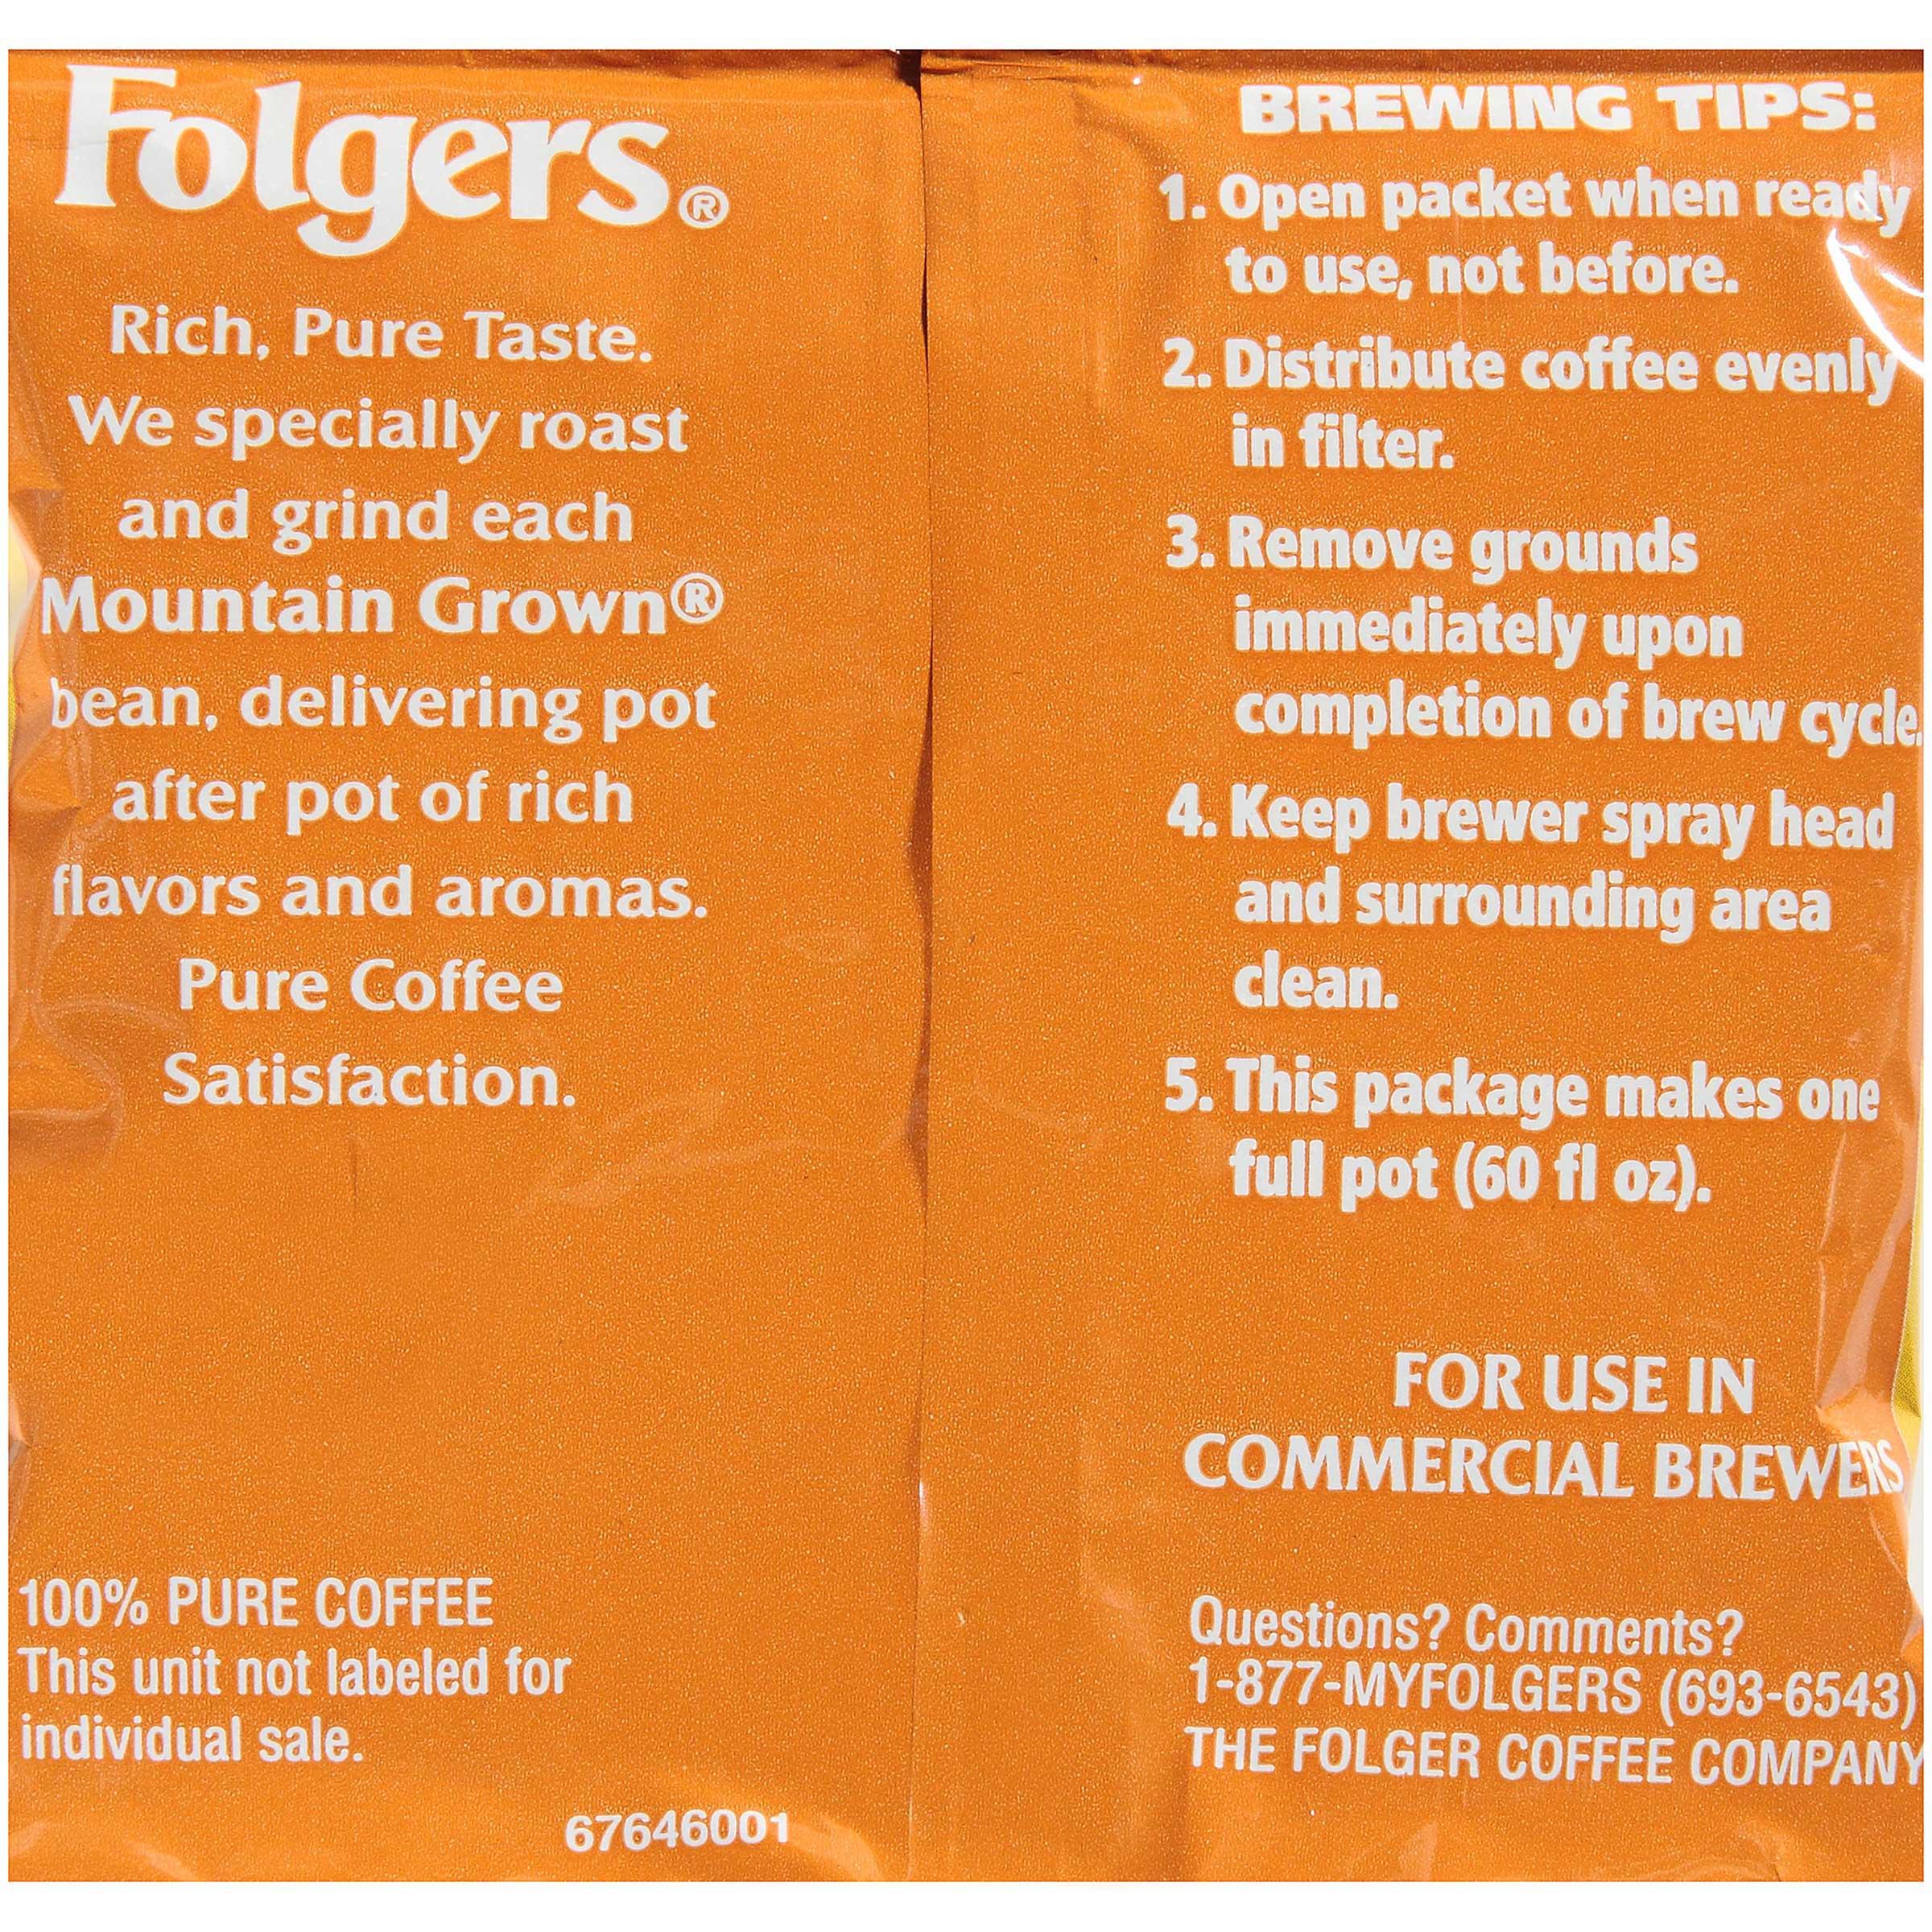 Folgers®
Rich, Pure Taste.
We specially roast
and grind each
Mountain Grown®
bean, delivering pot
after pot of rich
flavors and aromas.
Pure Coffee
Satisfaction.
100% PURE COFFEE
This unit not labeled for
individual sale.
67646001
BREWING TIPS:
1. Open packet when ready
to use, not before.
2. Distribute coffee evenly
in filter.
3. Remove grounds
immediately upon
completion of brew cycle.
4. Keep brewer spray head
and surrounding area
clean.
5. This package makes one
full pot (60 fl oz).
FOR USE IN
COMMERCIAL BREWERS
Questions? Comments?
1-877-MYFOLGERS (693-6543)
THE FOLGER COFFEE COMPANY